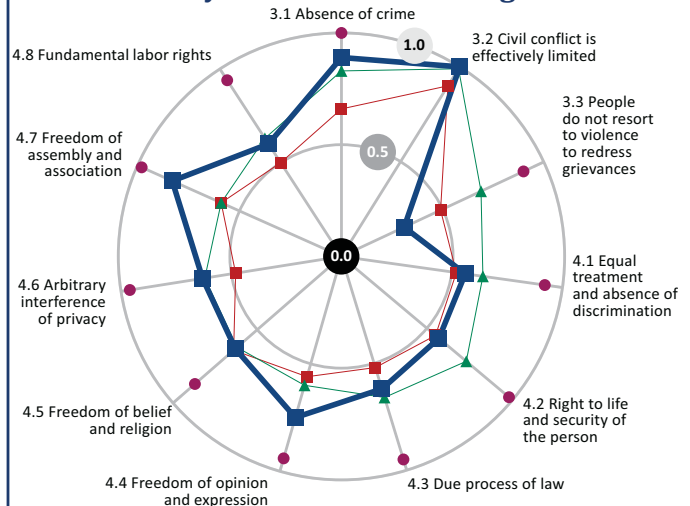 3.1 Absence of crime
1.0
3.2 Civil conflict is
effectively limited
3.3 People
do not resort
to violence
to redress
grievances
0.5
0.0
4.1 Equal
treatment
and absence of
discrimination
4.2 Right to life
and security of
the person
4.3 Due process of law
4.4 Freedom of opinion
and expression
4.5 Freedom of belief
and religion
4.6 Arbitrary
interference
of privacy
4.7 Freedom of
assembly and
association
4.8 Fundamental labor rights